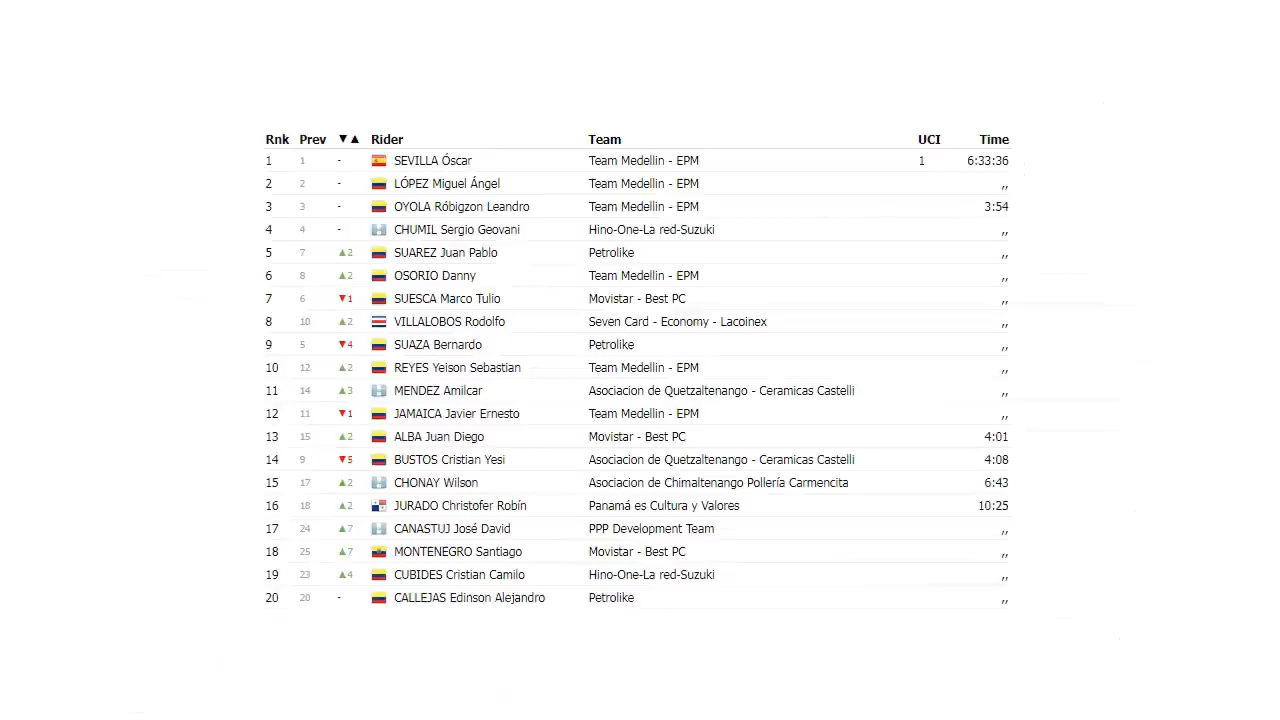 Rnk Prev ▼▲ Rider Team UCI Time
1 1 - SEVILLA Óscar Team Medellin - EPM 1 6:33:36
2 2 - LÓPEZ Miguel Ángel Team Medellin - EPM ,,
3 3 - OYOLA Róbigzon Leandro Team Medellin - EPM 3:54
4 4 - CHUMIL Sergio Geovani Hino-One-La red-Suzuki ,,
5 7 ▲2 SUAREZ Juan Pablo Petrolike ,,
6 8 ▲2 OSORIO Danny Team Medellin - EPM ,,
7 6 ▼1 SUESCA Marco Tulio Movistar - Best PC ,,
8 10 ▲2 VILLALOBOS Rodolfo Seven Card - Economy - Lacoinex ,,
9 5 ▼4 SUAZA Bernardo Petrolike ,,
10 12 ▲2 REYES Yeison Sebastian Team Medellin - EPM ,,
11 14 ▲3 MENDEZ Amilcar Asociacion de Quetzaltenango - Ceramicas Castelli ,,
12 11 ▼1 JAMAICA Javier Ernesto Team Medellin - EPM ,,
13 15 ▲2 ALBA Juan Diego Movistar - Best PC 4:01
14 9 ▼5 BUSTOS Cristian Yesi Asociacion de Quetzaltenango - Ceramicas Castelli 4:08
15 17 ▲2 CHONAY Wilson Asociacion de Chimaltenango Pollería Carmencita 6:43
16 18 ▲2 JURADO Christofer Robín Panamá es Cultura y Valores 10:25
17 24 ▲7 CANASTUJ José David PPP Development Team ,,
18 25 ▲7 MONTENEGRO Santiago Movistar - Best PC ,,
19 23 ▲4 CUBIDES Cristian Camilo Hino-One-La red-Suzuki ,,
20 20 - CALLEJAS Edinson Alejandro Petrolike ,,